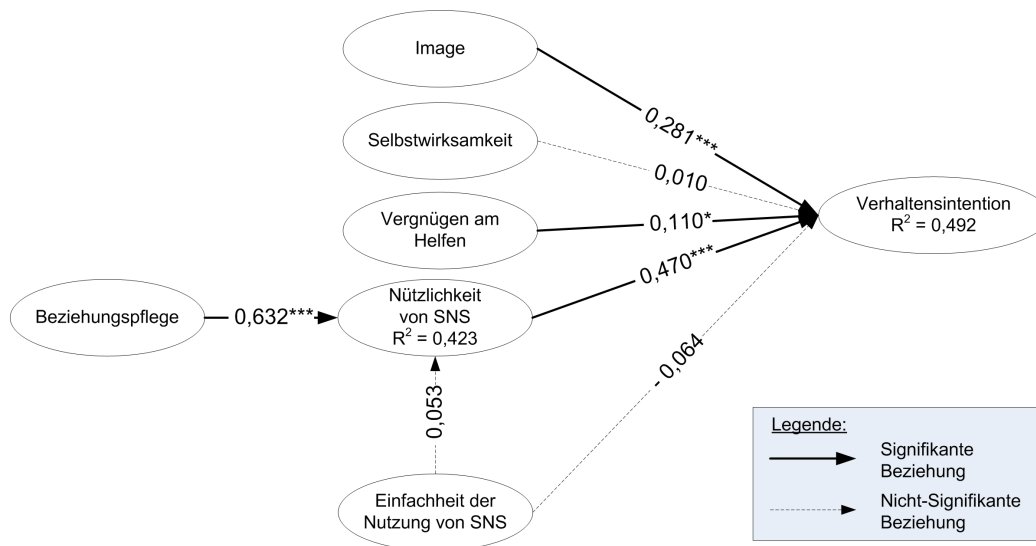 Image
0,281***
Selbstwirksamkeit
0,010
Verhaltensintention
R² = 0,492
Vergnügen am
Helfen
0,110*
0,470***
Beziehungspflege
0,632***
Nützlichkeit
von SNS
R² = 0,423
0,053
- 0,064
Einfachheit der
Nutzung von SNS
Legende:
Signifikante
Beziehung
Nicht-Signifikante
Beziehung